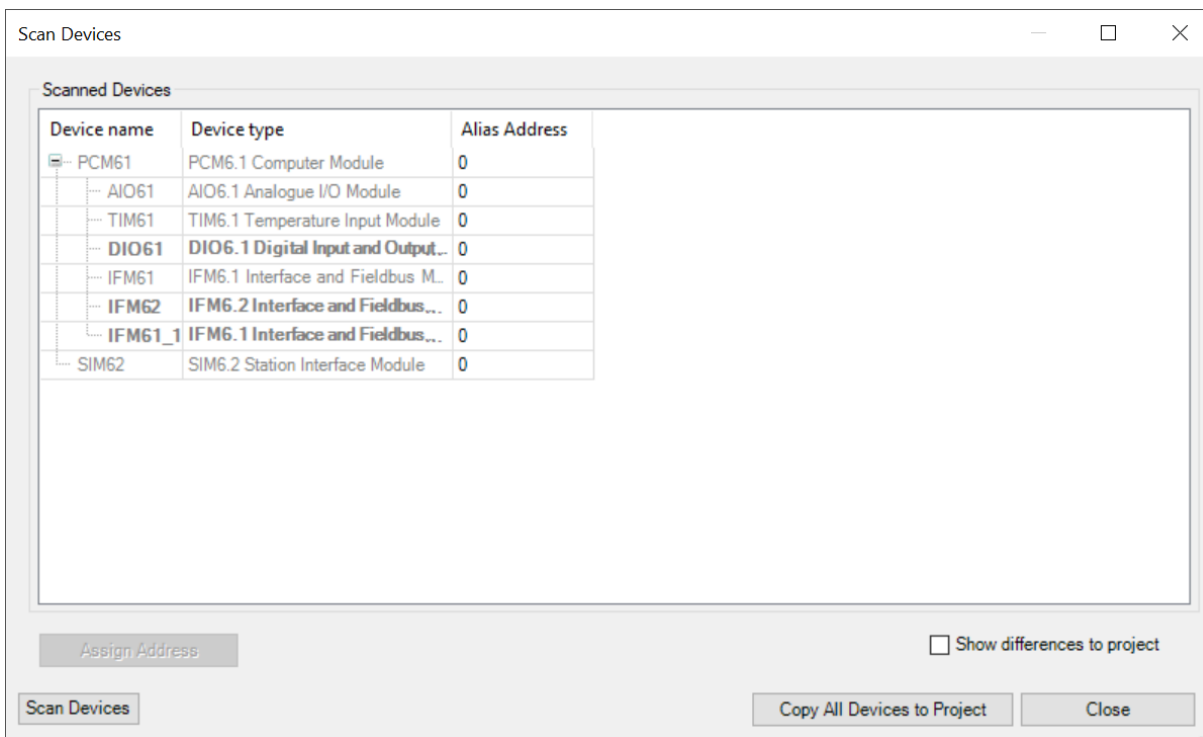 Scan Devices
Scanned Devices
Device name Device type Alias Address
PCM61 PCM6.1 Computer Module 0
AIO61 AIO6.1 Analogue I/O Module 0
TIM61 TIM6.1 Temperature Input Module 0
DIO61 DIO6.1 Digital Input and Output... 0
IFM61 IFM6.1 Interface and Fieldbus M... 0
IFM62 IFM6.2 Interface and Fieldbus... 0
IFM61_1 IFM6.1 Interface and Fieldbus... 0
SIM62 SIM6.2 Station Interface Module 0
Assign Address Show differences to project
Scan Devices Copy All Devices to Project Close